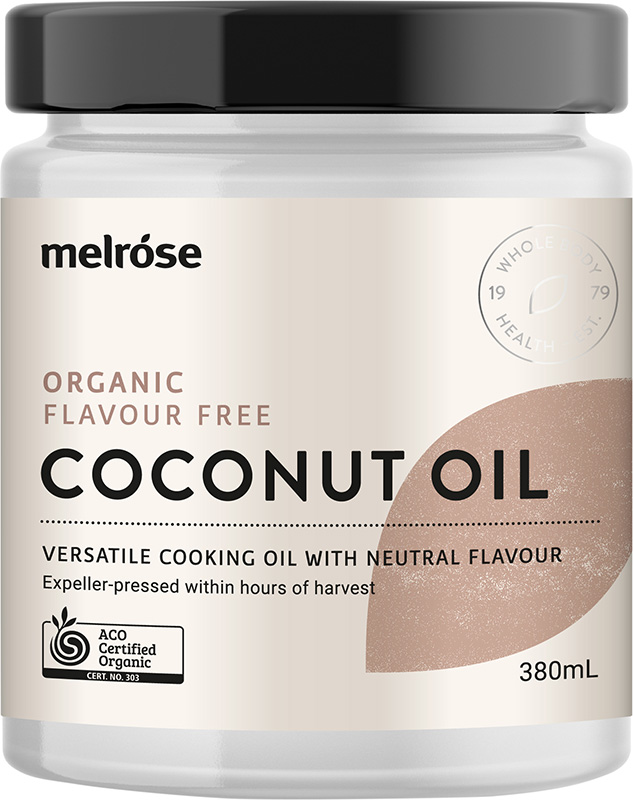 melróse
WHOLE BODY
19 79
HEALTH EST.
ORGANIC
FLAVOUR FREE
COCONUT OIL
VERSATILE COOKING OIL WITH NEUTRAL FLAVOUR
Expeller-pressed within hours of harvest
ACO
Certified
Organic
CERT. NO. 303
380mL